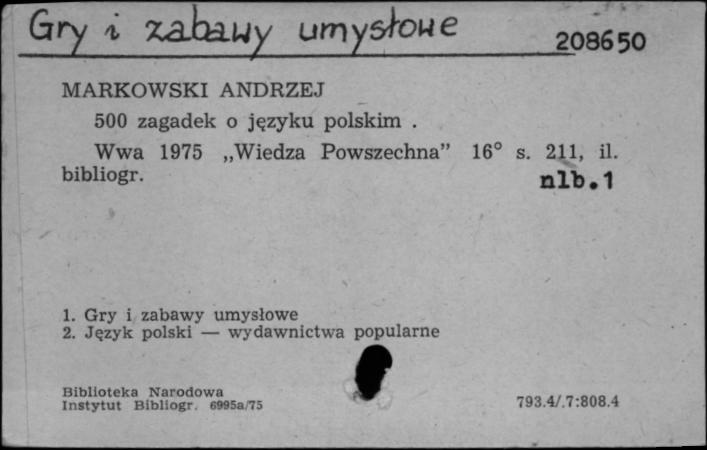 Gry i zabawy umysłowe
208650
MARKOWSKI ANDRZEJ
500 zagadek o języku polskim .
Wwa 1975 „Wiedza Powszechna” 16° s. 211, il.
bibliogr.
nlb.1
1. Gry i zabawy umysłowe
2. Język polski — wydawnictwa popularne
Biblioteka Narodowa
Instytut Bibliogr. 6995a/75
793.4/.7:808.4